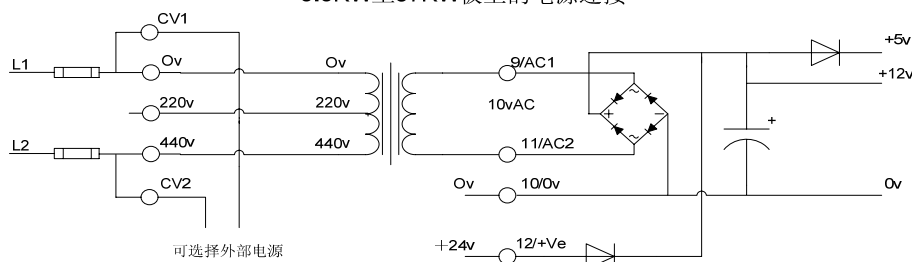 CV1
L1
Ov
Ov
9/AC1
+5v
+12v
220v
220v
10vAC
+
~
-
~
+
L2
440v
440v
11/AC2
CV2
Ov
10/0v
0v
可选择外部电源
+24v
12/+Ve